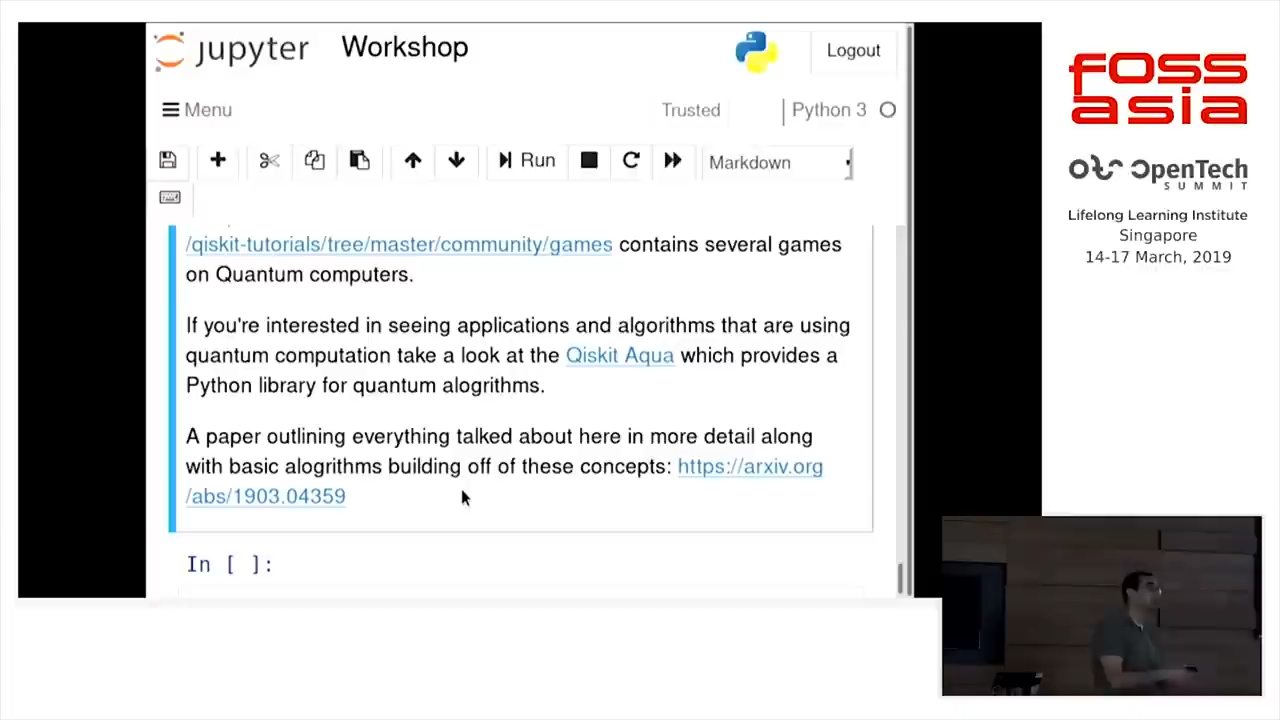 jupyter Workshop Logout
Menu Trusted Python 3
Run Markdown
/qiskit-tutorials/tree/master/community/games contains several games
on Quantum computers.
If you're interested in seeing applications and algorithms that are using
quantum computation take a look at the Qiskit Aqua which provides a
Python library for quantum alogrithms.
A paper outlining everything talked about here in more detail along
with basic alogrithms building off of these concepts: https://arxiv.org
/abs/1903.04359
In [ ]:
fOSS
asia
OpenTech
SUMMIT
Lifelong Learning Institute
Singapore
14-17 March, 2019